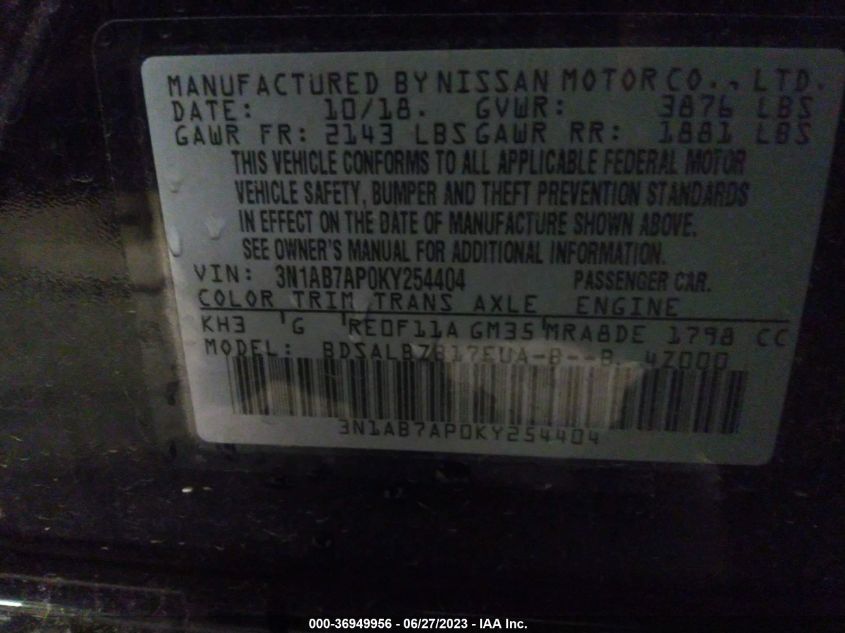 MANUFACTURED BY NISSAN MOTOR CO., LTD.
DATE: 10/18. GVWR: 3876 LBS
GAWR FR: 2143 LBS GAWR RR: 1881 LBS
THIS VEHICLE CONFORMS TO ALL APPLICABLE FEDERAL MOTOR
VEHICLE SAFETY, BUMPER AND THEFT PREVENTION STANDARDS
IN EFFECT ON THE DATE OF MANUFACTURE SHOWN ABOVE.
SEE OWNER'S MANUAL FOR ADDITIONAL INFORMATION.
VIN: 3N1AB7AP0KY254404 PASSENGER CAR.
COLOR TRIM TRANS AXLE ENGINE
KH3 G RE0F11A GM35 MRA8DE 1798 CC
MODEL: BDSALBZB17EUA-B--B 4Z000
3N1AB7AP0KY254404
000-36949956 - 06/27/2023 - IAA Inc.